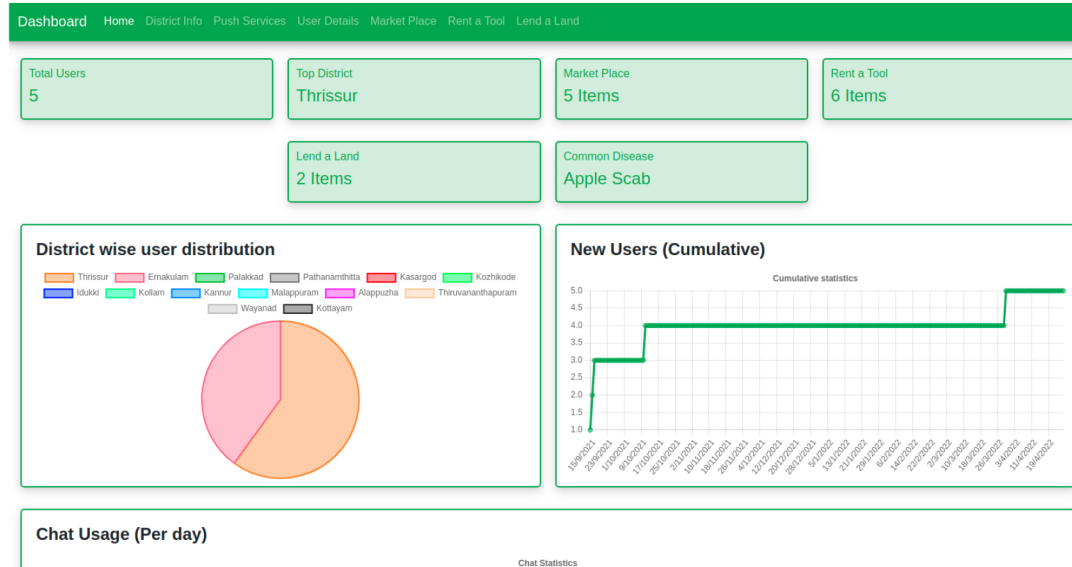 Dashboard Home District Info Push Services User Details Market Place Rent a Tool Lend a Land
Total Users
5
Top District
Thrissur
Market Place
5 Items
Rent a Tool
6 Items
Lend a Land
2 Items
Common Disease
Apple Scab
District wise user distribution
Thrissur Ernakulam Palakkad Pathanamthitta Kasargod Kozhikode
Idukki Kollam Kannur Malappuram Alappuzha Thiruvananthapuram
Wayanad Kottayam
New Users (Cumulative)
Cumulative statistics
5.0
4.5
4.0
3.5
3.0
2.5
2.0
1.5
1.0
15/9/2021 23/9/2021 1/10/2021 9/10/2021 17/10/2021 25/10/2021 2/11/2021 10/11/2021 18/11/2021 26/11/2021 4/12/2021 12/12/2021 20/12/2021 28/12/2021 5/1/2022 13/1/2022 21/1/2022 29/1/2022 6/2/2022 14/2/2022 22/2/2022 2/3/2022 10/3/2022 18/3/2022 26/3/2022 3/4/2022 11/4/2022 19/4/2022
Chat Usage (Per day)
Chat Statistics